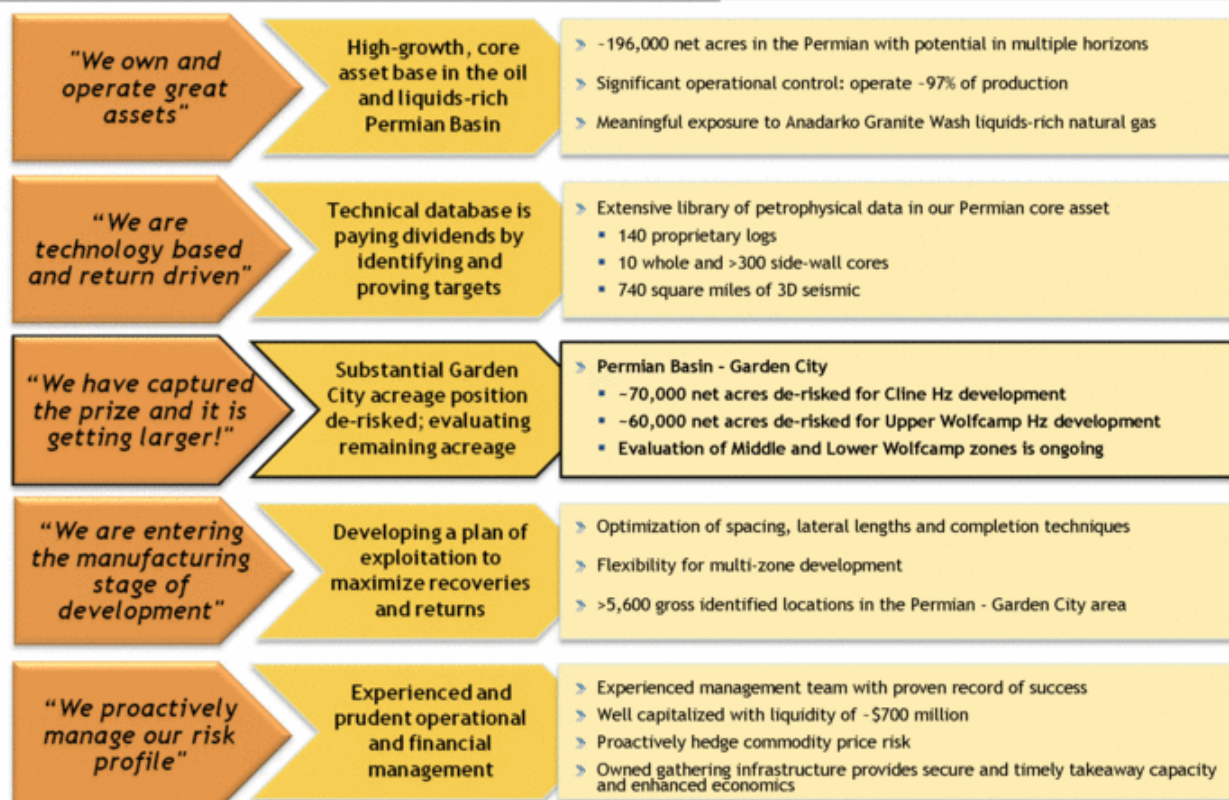 "We own and
operate great
assets"
High-growth, core
asset base in the oil
and liquids-rich
Permian Basin
~196,000 net acres in the Permian with potential in multiple horizons
Significant operational control: operate ~97% of production
Meaningful exposure to Anadarko Granite Wash liquids-rich natural gas
“We are
technology based
and return driven"
Technical database is
paying dividends by
identifying and
proving targets
Extensive library of petrophysical data in our Permian core asset
140 proprietary logs
10 whole and >300 side-wall cores
740 square miles of 3D seismic
“We have captured
the prize and it is
getting larger!"
Substantial Garden
City acreage position
de-risked; evaluating
remaining acreage
Permian Basin - Garden City
~70,000 net acres de-risked for Cline Hz development
~60,000 net acres de-risked for Upper Wolfcamp Hz development
Evaluation of Middle and Lower Wolfcamp zones is ongoing
“We are entering
the manufacturing
stage of
development"
Developing a plan of
exploitation to
maximize recoveries
and returns
Optimization of spacing, lateral lengths and completion techniques
Flexibility for multi-zone development
>5,600 gross identified locations in the Permian - Garden City area
“We proactively
manage our risk
profile"
Experienced and
prudent operational
and financial
management
Experienced management team with proven record of success
Well capitalized with liquidity of ~$700 million
Proactively hedge commodity price risk
Owned gathering infrastructure provides secure and timely takeaway capacity
and enhanced economics